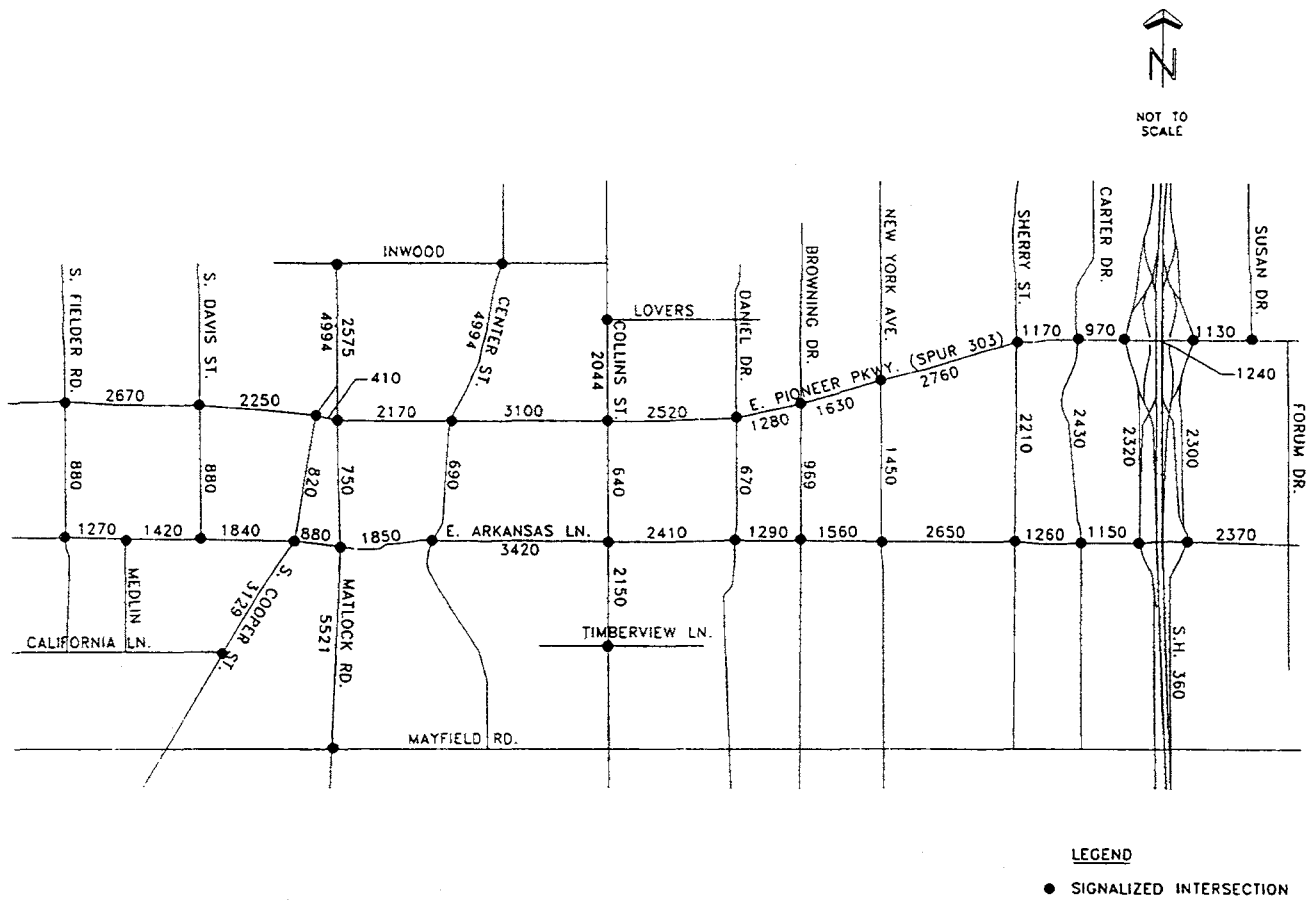 N
NOT TO
SCALE
S. FIELDER RD.
S. DAVIS ST.
INWOOD
2575
4994
CENTER ST.
4994
LOVERS
COLLINS ST.
2044
DANIEL DR.
BROWNING DR.
NEW YORK AVE.
SHERRY ST.
CARTER DR.
SUSAN DR.
2670
2250
410
2170
3100
2520
E. PIONEER PKWY. (SPUR 303)
1280
1630
2760
1170
970
1130
1240
FORUM DR.
880
880
820
750
690
640
670
969
1450
2210
2430
2320
2300
1270
1420
1840
880
1850
E. ARKANSAS LN.
3420
2410
1290
1560
2650
1260
1150
2370
MEDLIN
S. COOPER ST.
3129
MATLOCK RD.
5521
2150
CALIFORNIA LN.
TIMBERVIEW LN.
S.H. 360
MAYFIELD RD.
LEGEND
SIGNALIZED INTERSECTION